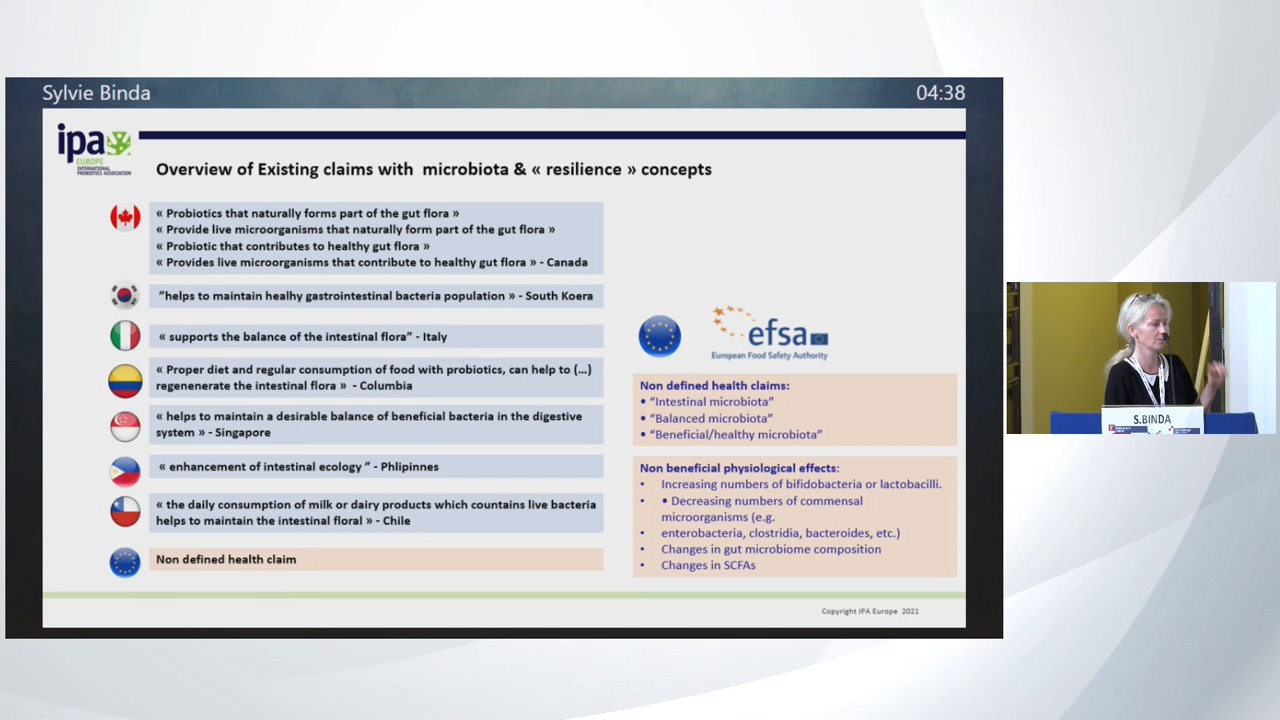 Sylvie Binda
04:38
ipa
EUROPE
INTERNATIONAL
PROBIOTICS ASSOCIATION
Overview of Existing claims with microbiota & « resilience » concepts
« Probiotics that naturally forms part of the gut flora »
« Provide live microorganisms that naturally form part of the gut flora »
« Probiotic that contributes to healthy gut flora »
« Provides live microorganisms that contribute to healthy gut flora » - Canada
”helps to maintain healhy gastrointestinal bacteria population » - South Koera
« supports the balance of the intestinal flora” - Italy
« Proper diet and regular consumption of food with probiotics, can help to (...)
regenenerate the intestinal flora » - Columbia
« helps to maintain a desirable balance of beneficial bacteria in the digestive
system » - Singapore
« enhancement of intestinal ecology ” - Phlipinnes
« the daily consumption of milk or dairy products which countains live bacteria
helps to maintain the intestinal floral » - Chile
Non defined health claim
efsa
European Food Safety Authority
Non defined health claims:
• “Intestinal microbiota”
• “Balanced microbiota”
• “Beneficial/healthy microbiota”
Non beneficial physiological effects:
• Increasing numbers of bifidobacteria or lactobacilli.
• • Decreasing numbers of commensal
microorganisms (e.g.
• enterobacteria, clostridia, bacteroides, etc.)
• Changes in gut microbiome composition
• Changes in SCFAs
Copyright IPA Europe 2021
S.BINDA